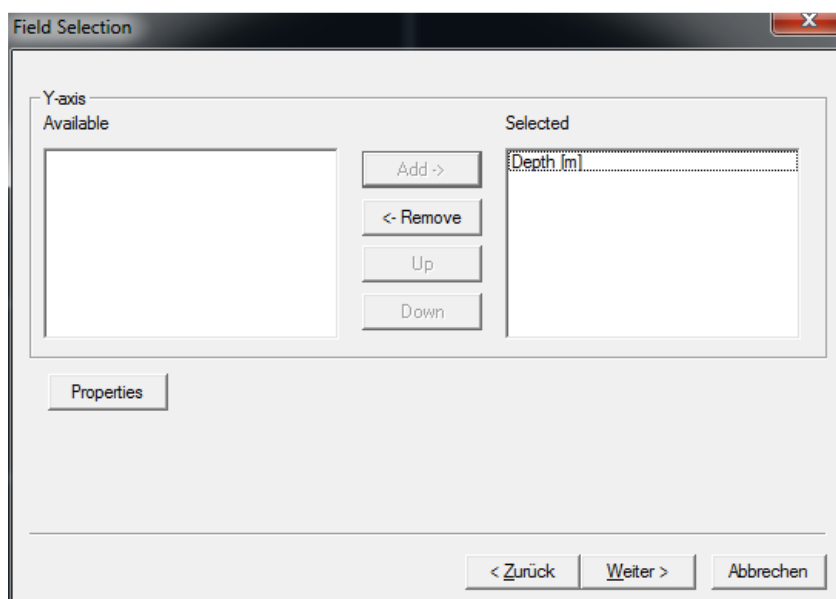 Field Selection
Y-axis
Available
Selected
Add ->
Depth [m]
<- Remove
Up
Down
Properties
< Zurück
Weiter >
Abbrechen